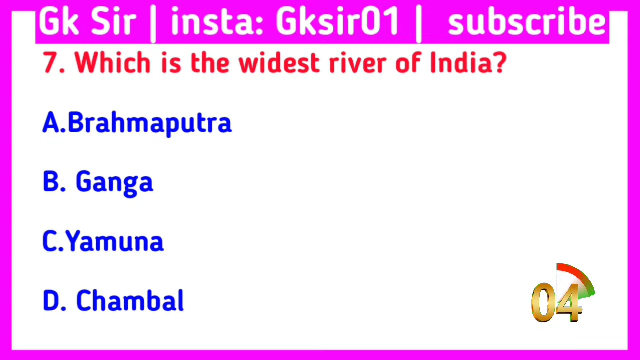 Gk Sir | insta: Gksir01 | subscribe
7. Which is the widest river of India?
A.Brahmaputra
B. Ganga
C.Yamuna
D. Chambal
04